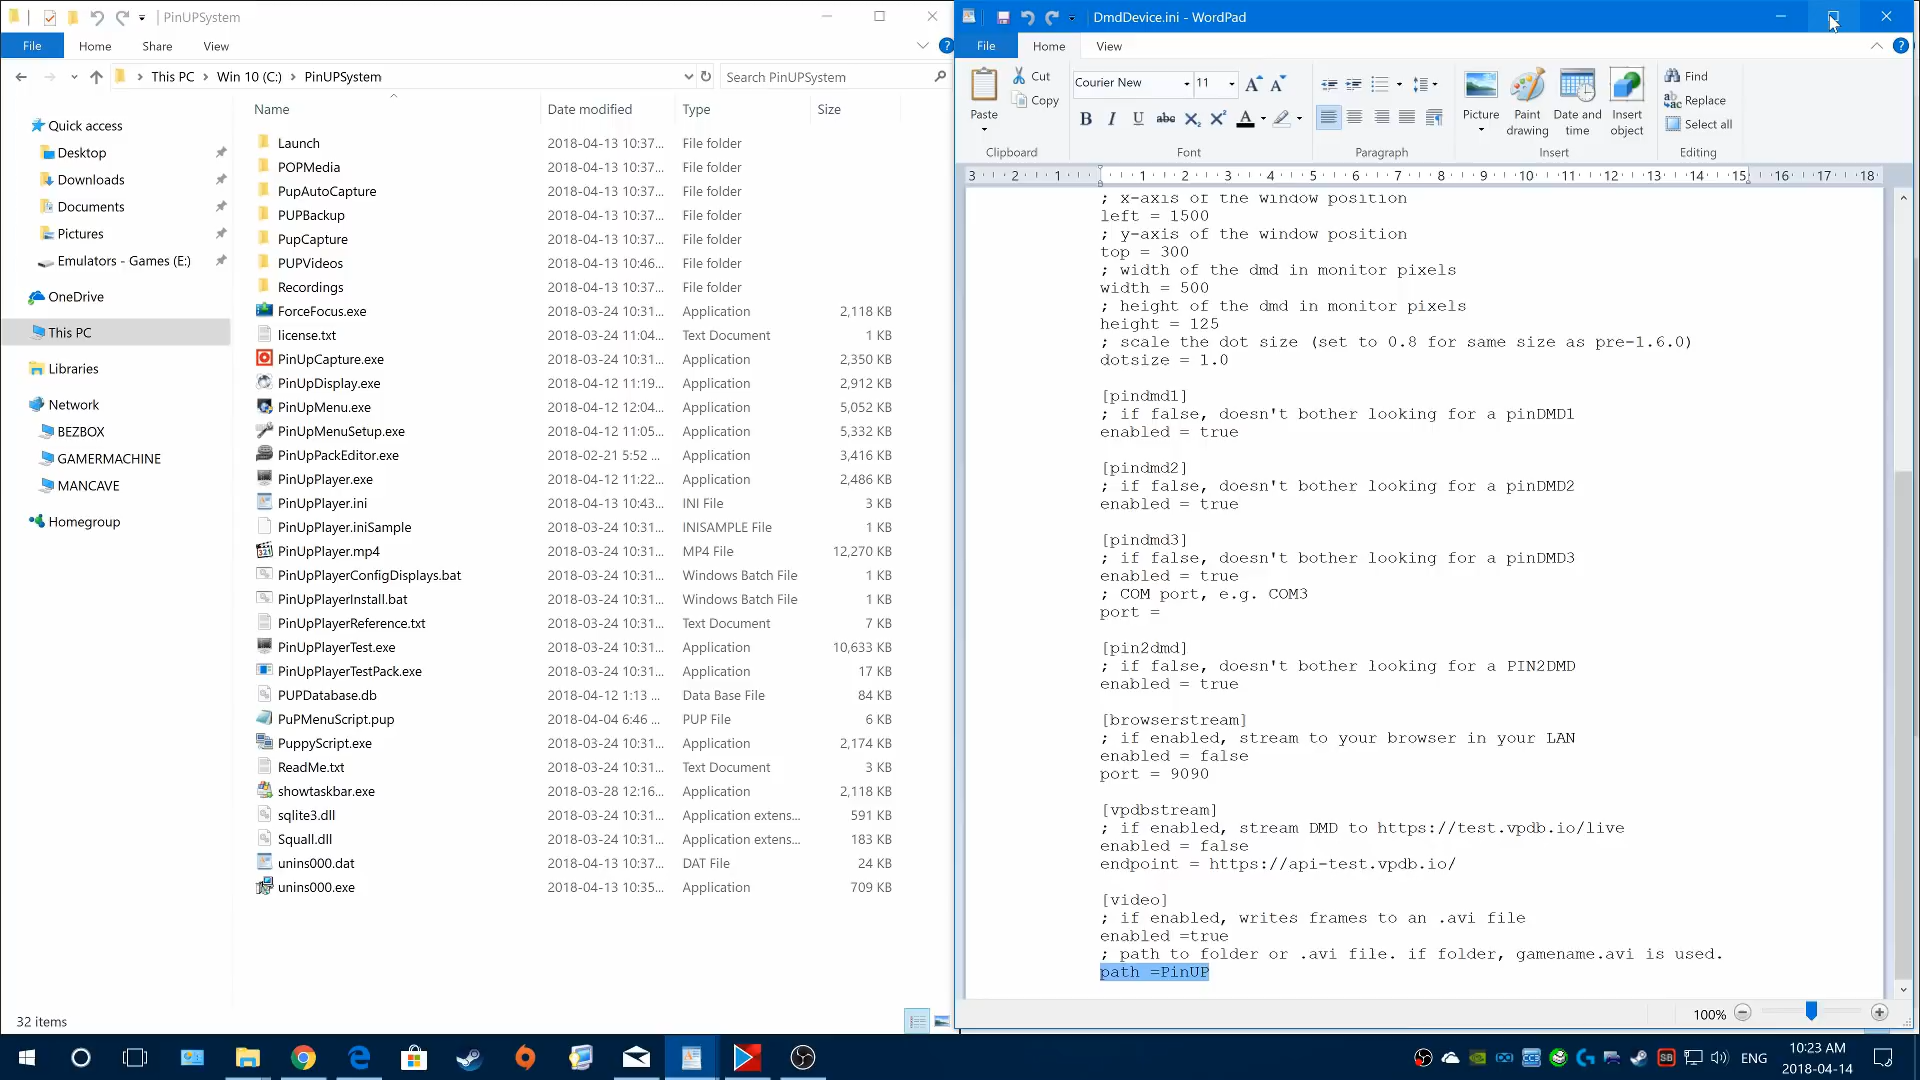 PinUPSystem
File Home Share View
This PC Win 10 (C:) PinUPSystem
Search PinUPSystem
Name Date modified Type Size
Quick access
Desktop
Downloads
Documents
Pictures
Emulators - Games (E:)
OneDrive
This PC
Libraries
Network
BEZBOX
GAMERMACHINE
MANCAVE
Homegroup
Launch 2018-04-13 10:37... File folder
POPMedia 2018-04-13 10:37... File folder
PupAutoCapture 2018-04-13 10:37... File folder
PUPBackup 2018-04-13 10:37... File folder
PupCapture 2018-04-13 10:37... File folder
PUPVideos 2018-04-13 10:46... File folder
Recordings 2018-04-13 10:37... File folder
ForceFocus.exe 2018-03-24 10:31... Application 2,118 KB
license.txt 2018-03-24 11:04... Text Document 1 KB
PinUpCapture.exe 2018-03-24 10:31... Application 2,350 KB
PinUpDisplay.exe 2018-04-12 11:19... Application 2,912 KB
PinUpMenu.exe 2018-04-12 12:04... Application 5,052 KB
PinUpMenuSetup.exe 2018-04-12 11:05... Application 5,332 KB
PinUpPackEditor.exe 2018-02-21 5:52 ... Application 3,416 KB
PinUpPlayer.exe 2018-04-12 11:22... Application 2,486 KB
PinUpPlayer.ini 2018-04-13 10:43... INI File 3 KB
PinUpPlayer.iniSample 2018-03-24 10:31... INISAMPLE File 1 KB
PinUpPlayer.mp4 2018-03-24 10:31... MP4 File 12,270 KB
PinUpPlayerConfigDisplays.bat 2018-03-24 10:31... Windows Batch File 1 KB
PinUpPlayerInstall.bat 2018-03-24 10:31... Windows Batch File 1 KB
PinUpPlayerReference.txt 2018-03-24 10:31... Text Document 7 KB
PinUpPlayerTest.exe 2018-03-24 10:31... Application 10,633 KB
PinUpPlayerTestPack.exe 2018-03-24 10:31... Application 17 KB
PUPDatabase.db 2018-04-12 1:13 ... Data Base File 84 KB
PuPMenuScript.pup 2018-04-04 6:46 ... PUP File 6 KB
PuppyScript.exe 2018-03-24 10:31... Application 2,174 KB
ReadMe.txt 2018-03-24 10:31... Text Document 3 KB
showtaskbar.exe 2018-03-28 12:16... Application 2,118 KB
sqlite3.dll 2018-03-24 10:31... Application extens... 591 KB
Squall.dll 2018-03-24 10:31... Application extens... 183 KB
unins000.dat 2018-04-13 10:37... DAT File 24 KB
unins000.exe 2018-04-13 10:35... Application 709 KB
32 items
DmdDevice.ini - WordPad
File Home View
Paste Cut Copy
Clipboard
Courier New 11
B I U abc X2 X2 A
Font
Paragraph
Picture Paint drawing Date and time Insert object
Insert
Find
Replace
Select all
Editing
3 2 1 1 2 3 4 5 6 7 8 9 10 11 12 13 14 15 16 17 18
; x-axis of the window position
left = 1500
; y-axis of the window position
top = 300
; width of the dmd in monitor pixels
width = 500
; height of the dmd in monitor pixels
height = 125
; scale the dot size (set to 0.8 for same size as pre-1.6.0)
dotsize = 1.0
[pindmd1]
; if false, doesn't bother looking for a pinDMD1
enabled = true
[pindmd2]
; if false, doesn't bother looking for a pinDMD2
enabled = true
[pindmd3]
; if false, doesn't bother looking for a pinDMD3
enabled = true
; COM port, e.g. COM3
port =
[pin2dmd]
; if false, doesn't bother looking for a PIN2DMD
enabled = true
[browserstream]
; if enabled, stream to your browser in your LAN
enabled = false
port = 9090
[vpdbstream]
; if enabled, stream DMD to https://test.vpdb.io/live
enabled = false
endpoint = https://api-test.vpdb.io/
[video]
; if enabled, writes frames to an .avi file
enabled =true
; path to folder or .avi file. if folder, gamename.avi is used.
path =PinUP
100%
ENG
10:23 AM
2018-04-14